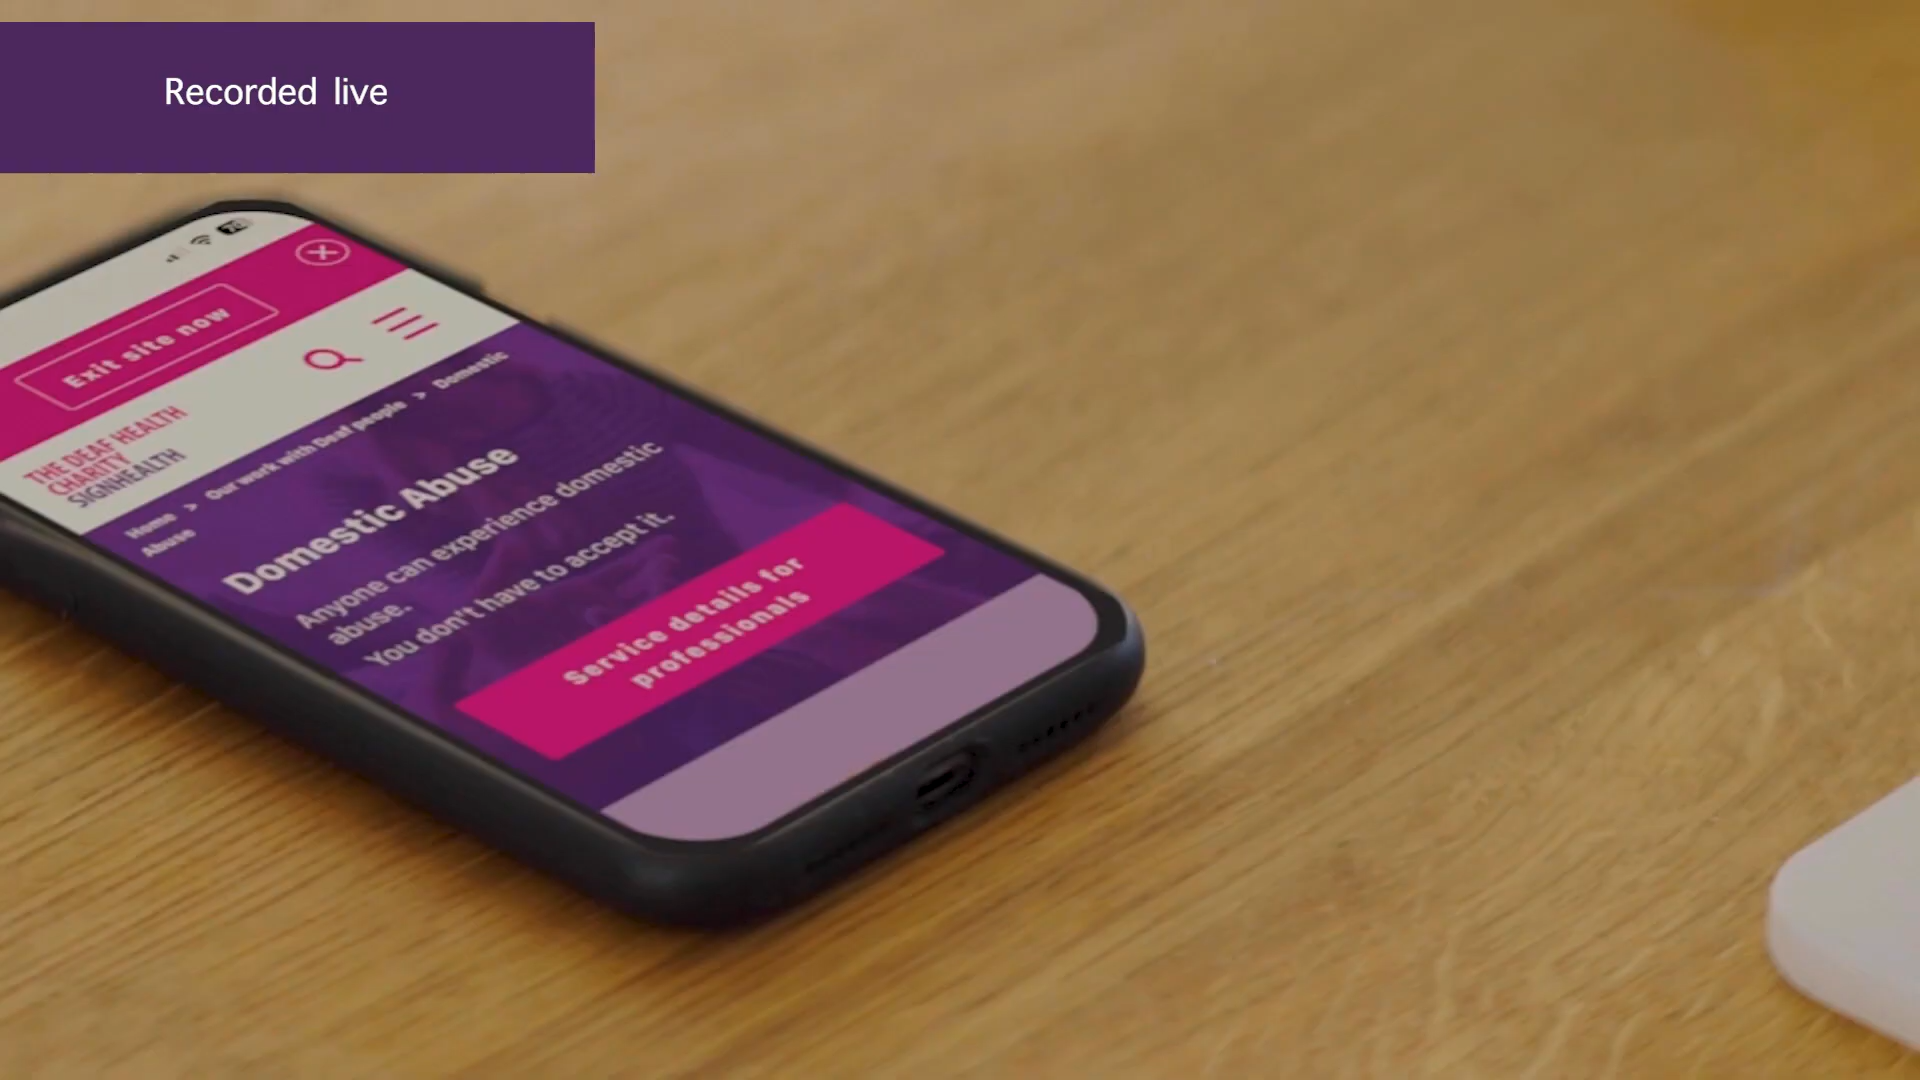 Recorded live
Exit site now
THE DEAF HEALTH
CHARITY
SIGNHEALTH
Home > Our work with Deaf people > Domestic
Abuse
Domestic Abuse
Anyone can experience domestic
abuse.
You don't have to accept it.
Service details for
professionals